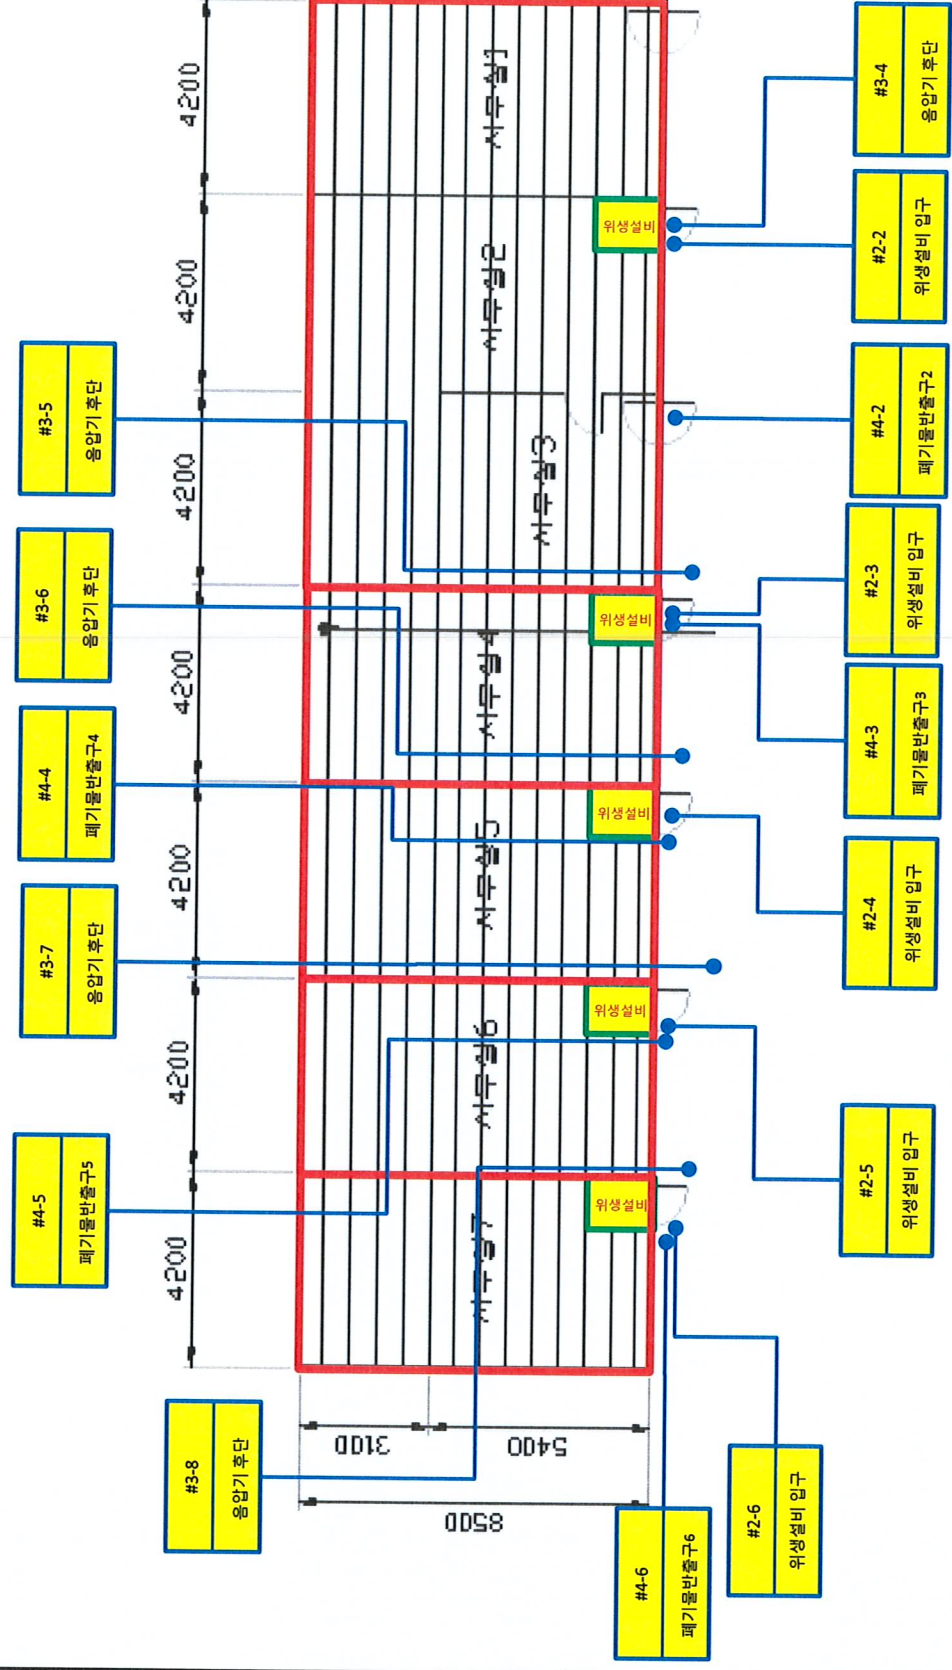 #3-8
음압기 후단
#4-5
폐기물반출구5
#3-7
음압기 후단
#4-4
폐기물반출구4
#3-6
음압기 후단
#3-5
음압기 후단
4200
4200
4200
4200
4200
4200
4200
8500
3100
5400
사무실7
사무실6
사무실5
사무실4
사무실3
사무실2
사무실1
위생설비
위생설비
위생설비
위생설비
위생설비
#4-6
폐기물반출구6
#2-6
위생설비 입구
#2-5
위생설비 입구
#2-4
위생설비 입구
#4-3
폐기물반출구3
#2-3
위생설비 입구
#4-2
폐기물반출구2
#2-2
위생설비 입구
#3-4
음압기 후단